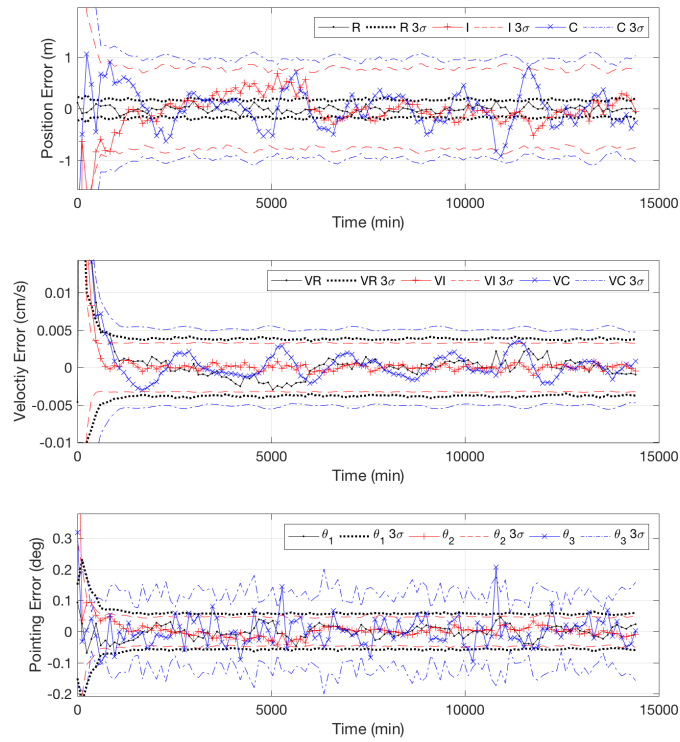 R R 3σ I I 3σ C C 3σ
Position Error (m)
1
0
-1
0 5000 10000 15000
Time (min)
VR VR 3σ VI VI 3σ VC VC 3σ
Veloctiy Error (cm/s)
0.01
0.005
0
-0.005
-0.01
0 5000 10000 15000
Time (min)
θ1 θ1 3σ θ2 θ2 3σ θ3 θ3 3σ
Pointing Error (deg)
0.3
0.2
0.1
0
-0.1
-0.2
0 5000 10000 15000
Time (min)